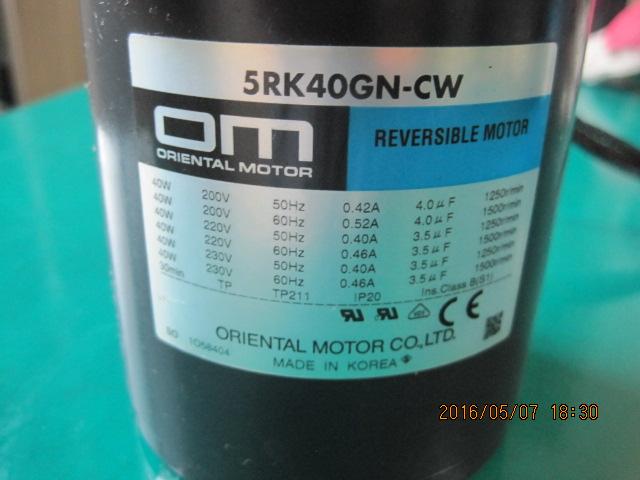 5RK40GN-CW
OM
ORIENTAL MOTOR
REVERSIBLE MOTOR
40W 200V 50Hz 0.42A 4.0μF 1250r/min
40W 200V 60Hz 0.52A 4.0μF 1500r/min
40W 220V 50Hz 0.40A 3.5μF 1250r/min
40W 220V 60Hz 0.46A 3.5μF 1500r/min
40W 230V 50Hz 0.40A 3.5μF 1250r/min
40W 230V 60Hz 0.46A 3.5μF 1500r/min
30min TP TP211 IP20 Ins.Class B(S1)
CE
ORIENTAL MOTOR CO.,LTD.
MADE IN KOREA
2016/05/07 18:30